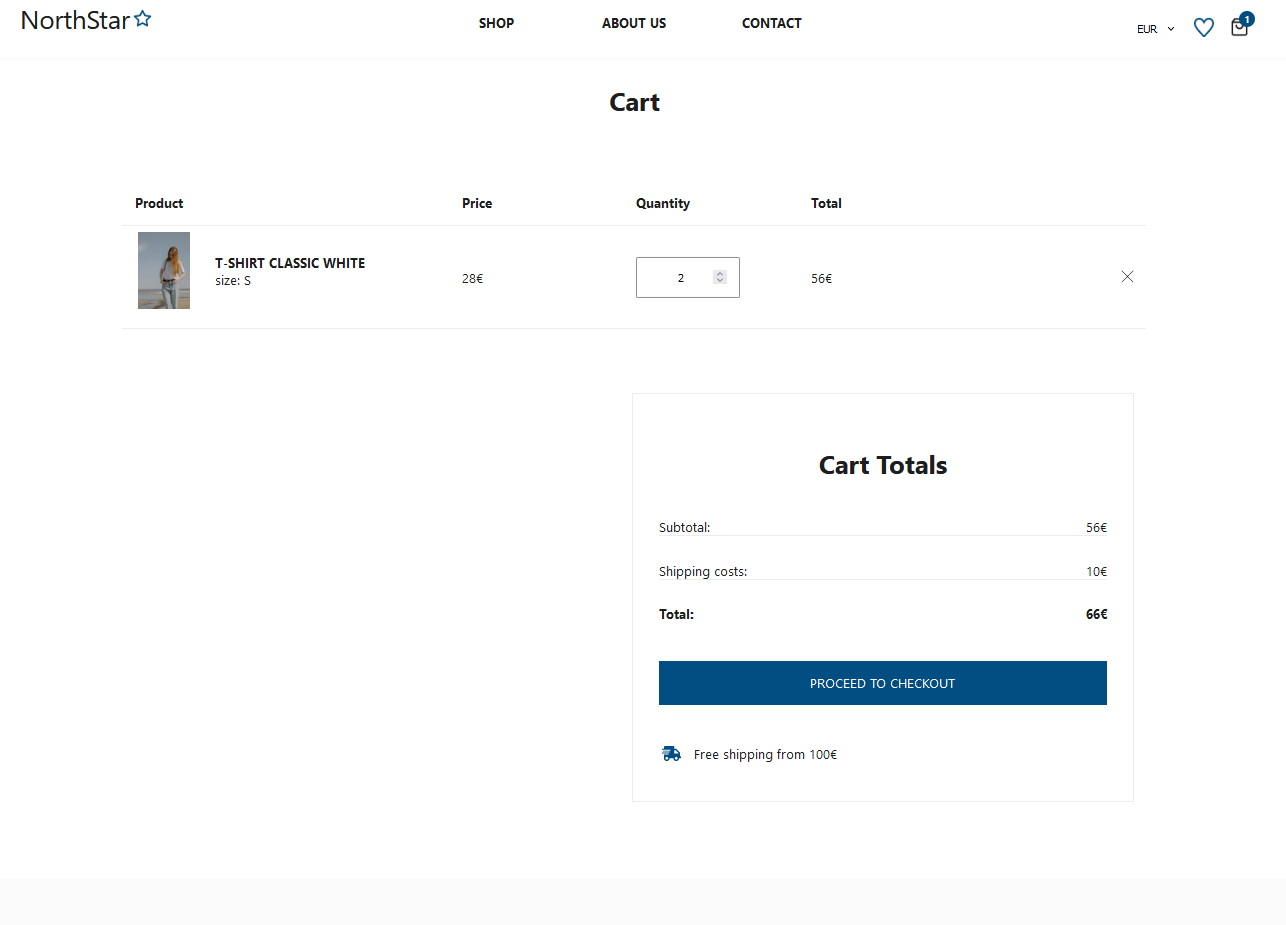 NorthStar
SHOP
ABOUT US
CONTACT
EUR
1
Cart
Product
Price
Quantity
Total
T-SHIRT CLASSIC WHITE
size: S
28€
2
56€
Cart Totals
Subtotal:
56€
Shipping costs:
10€
Total:
66€
PROCEED TO CHECKOUT
Free shipping from 100€